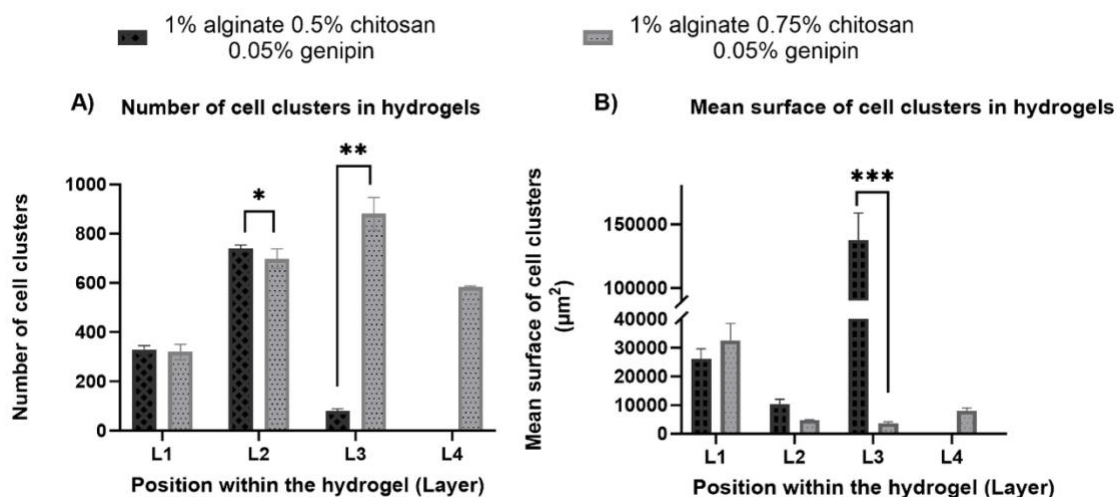 1% alginate 0.5% chitosan
0.05% genipin
1% alginate 0.75% chitosan
0.05% genipin
A) Number of cell clusters in hydrogels
Number of cell clusters
1000
800
600
400
200
0
*
**
L1 L2 L3 L4
Position within the hydrogel (Layer)
B) Mean surface of cell clusters in hydrogels
Mean surface of cell clusters
(µm²)
150000
100000
40000
30000
20000
10000
0
***
L1 L2 L3 L4
Position within the hydrogel (Layer)